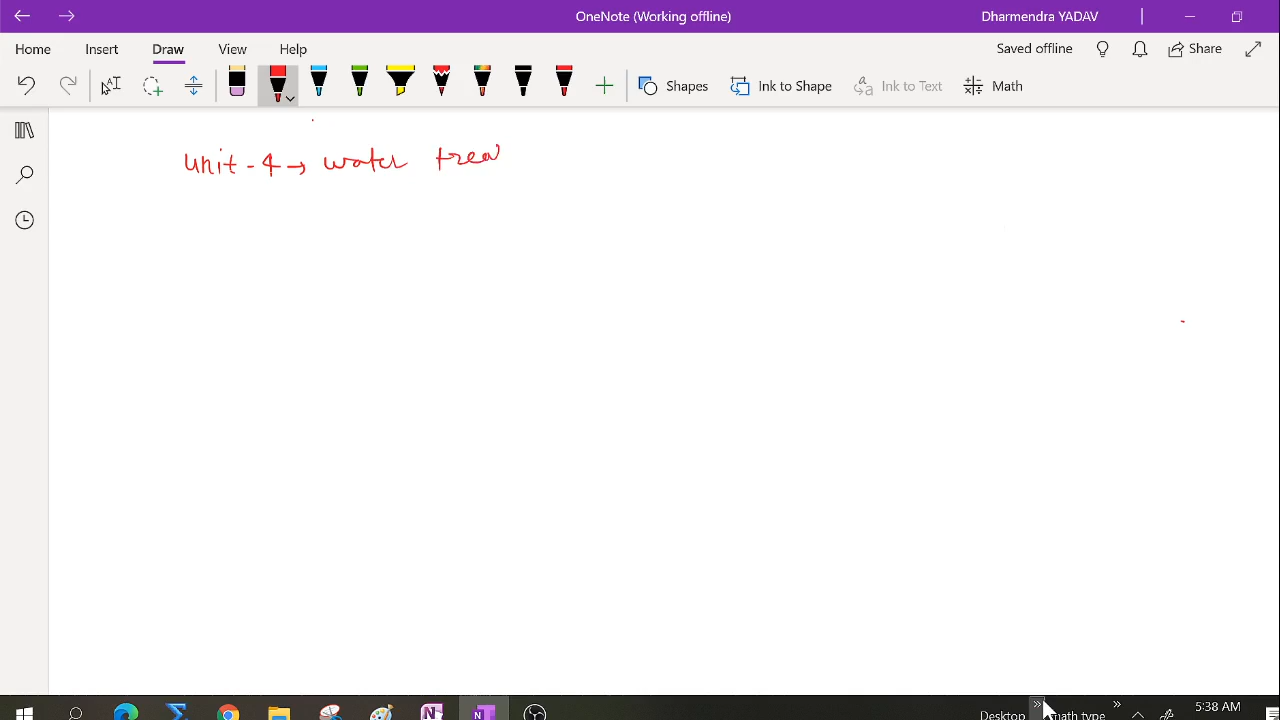 OneNote (Working offline)
Dharmendra YADAV
Home Insert Draw View Help
Saved offline
Share
Shapes
Ink to Shape
Ink to Text
Math
unit - 4 → water trea
5:38 AM
Desktop
math type